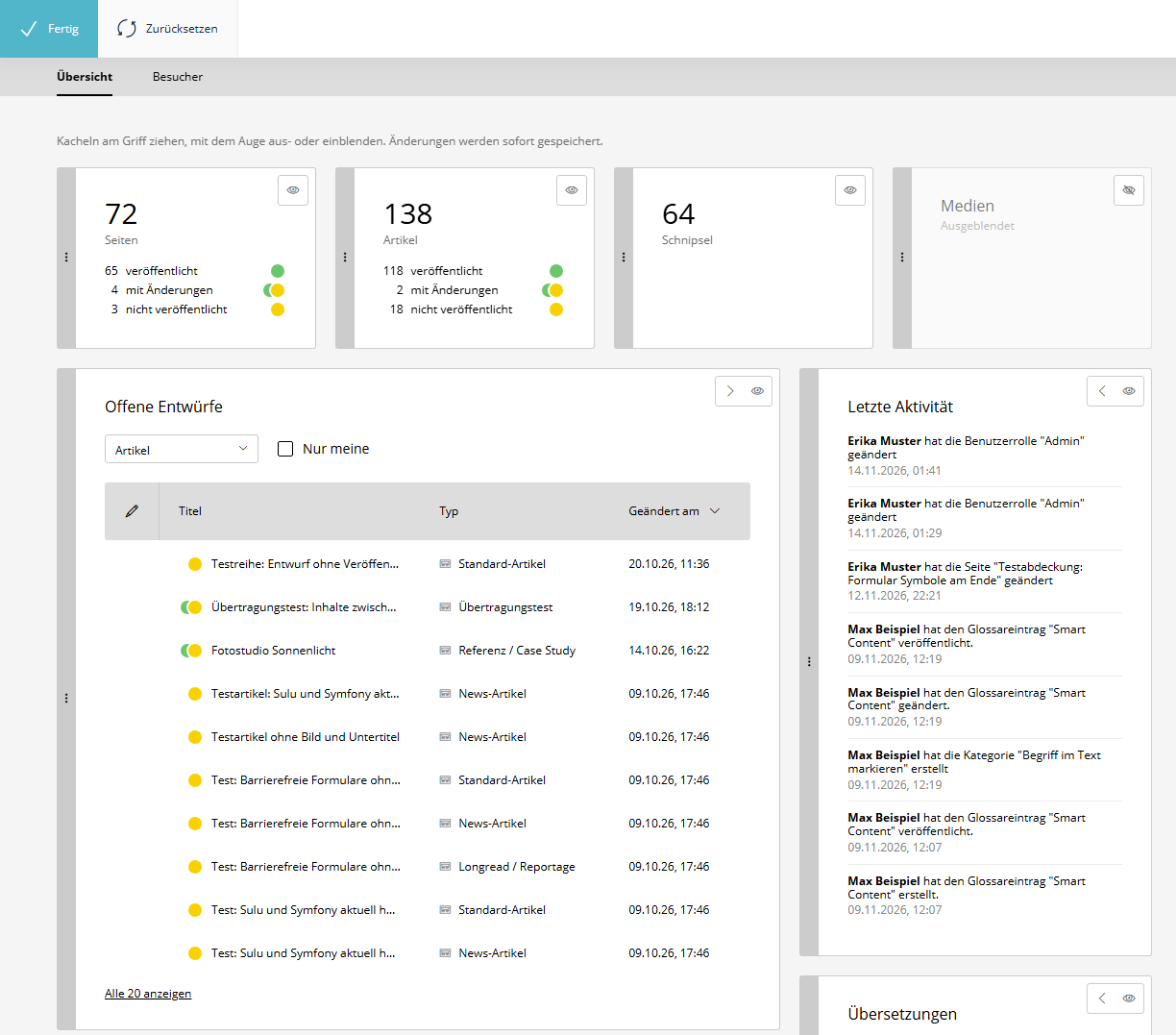 Fertig
Zurücksetzen
Übersicht
Besucher
Kacheln am Griff ziehen, mit dem Auge aus- oder einblenden. Änderungen werden sofort gespeichert.
72
Seiten
65 veröffentlicht
4 mit Änderungen
3 nicht veröffentlicht
138
Artikel
118 veröffentlicht
2 mit Änderungen
18 nicht veröffentlicht
64
Schnipsel
Medien
Ausgeblendet
Offene Entwürfe
Artikel
Nur meine
Titel Typ Geändert am
Testreihe: Entwurf ohne Veröffen... Standard-Artikel 20.10.26, 11:36
Übertragungstest: Inhalte zwisch... Übertragungstest 19.10.26, 18:12
Fotostudio Sonnenlicht Referenz / Case Study 14.10.26, 16:22
Testartikel: Sulu und Symfony akt... News-Artikel 09.10.26, 17:46
Testartikel ohne Bild und Untertitel News-Artikel 09.10.26, 17:46
Test: Barrierefreie Formulare ohn... Standard-Artikel 09.10.26, 17:46
Test: Barrierefreie Formulare ohn... News-Artikel 09.10.26, 17:46
Test: Barrierefreie Formulare ohn... Longread / Reportage 09.10.26, 17:46
Test: Sulu und Symfony aktuell h... Standard-Artikel 09.10.26, 17:46
Test: Sulu und Symfony aktuell h... News-Artikel 09.10.26, 17:46
Alle 20 anzeigen
Letzte Aktivität
Erika Muster hat die Benutzerrolle "Admin"
geändert
14.11.2026, 01:41
Erika Muster hat die Benutzerrolle "Admin"
geändert
14.11.2026, 01:29
Erika Muster hat die Seite "Testabdeckung:
Formular Symbole am Ende" geändert
12.11.2026, 22:21
Max Beispiel hat den Glossareintrag "Smart
Content" veröffentlicht.
09.11.2026, 12:19
Max Beispiel hat den Glossareintrag "Smart
Content" geändert.
09.11.2026, 12:19
Max Beispiel hat die Kategorie "Begriff im Text
markieren" erstellt
09.11.2026, 12:19
Max Beispiel hat den Glossareintrag "Smart
Content" veröffentlicht.
09.11.2026, 12:07
Max Beispiel hat den Glossareintrag "Smart
Content" erstellt.
09.11.2026, 12:07
Übersetzungen